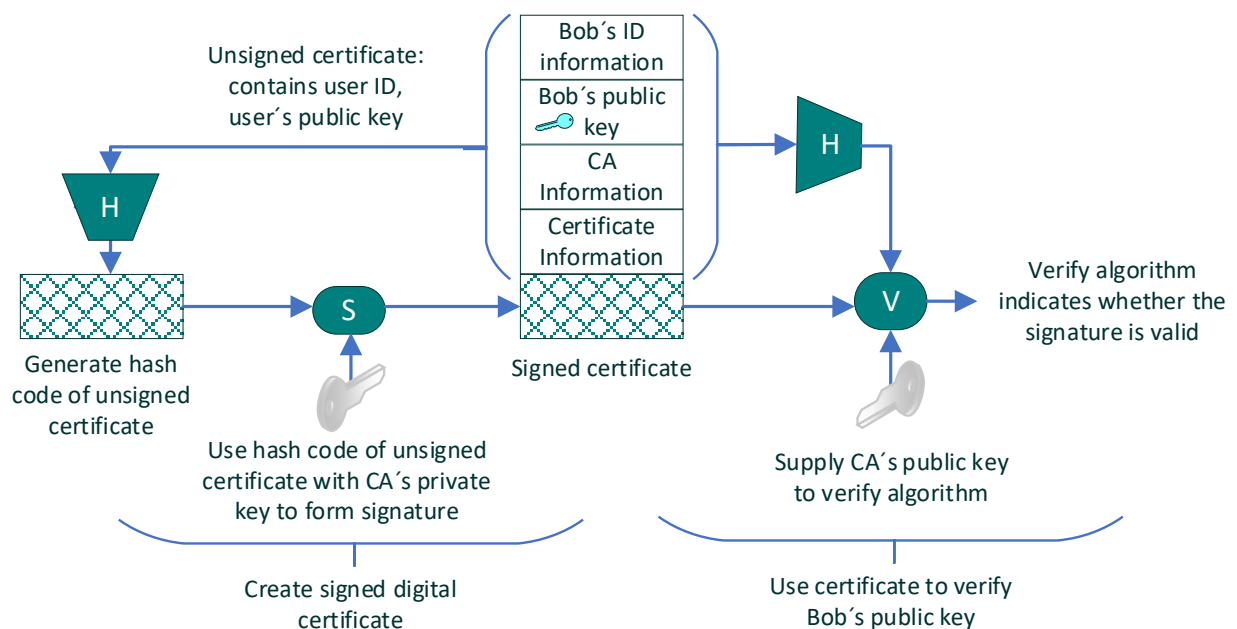 Unsigned certificate:
contains user ID,
user´s public key
Bob´s ID
information
Bob´s public
key
CA
Information
Certificate
Information
H
H
S
V
Generate hash
code of unsigned
certificate
Signed certificate
Verify algorithm
indicates whether the
signature is valid
Use hash code of unsigned
certificate with CA´s private
key to form signature
Supply CA´s public key
to verify algorithm
Create signed digital
certificate
Use certificate to verify
Bob´s public key